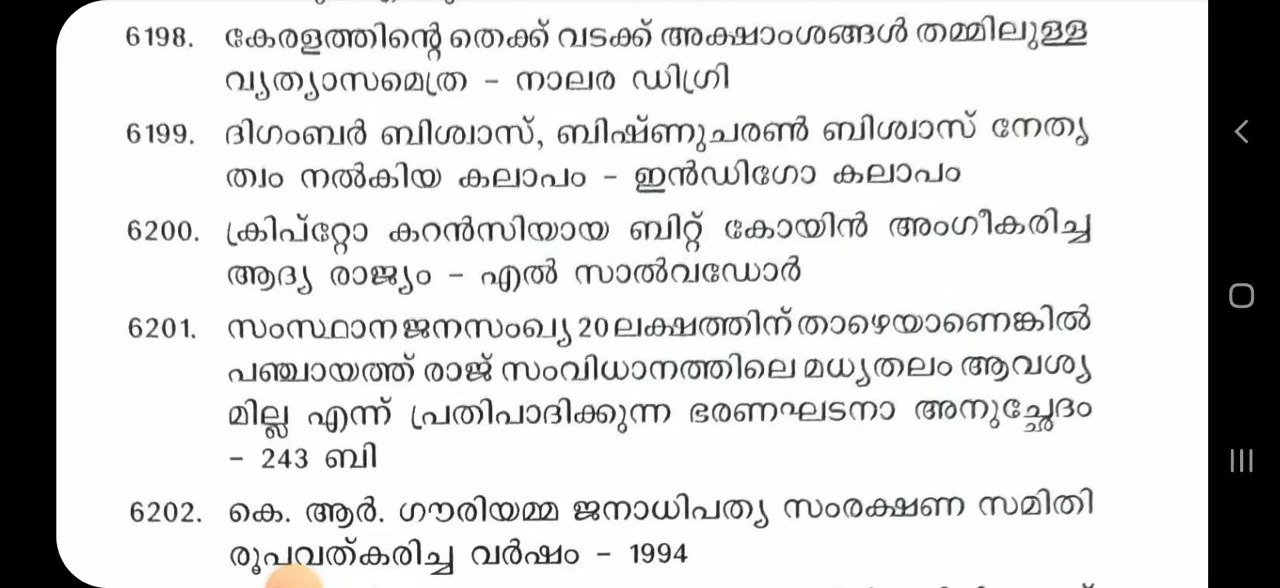 6198. കേരളത്തിന്റെ തെക്ക് വടക്ക് അക്ഷാംശങ്ങൾ തമ്മിലുള്ള
വ്യത്യാസമെത്ര - നാലര ഡിഗ്രി
6199. ദിഗംബർ ബിശ്വാസ്, ബിഷ്ണുചരൺ ബിശ്വാസ് നേതൃ
ത്വം നൽകിയ കലാപം - ഇൻഡിഗോ കലാപം
6200. ക്രിപ്റ്റോ കറൻസിയായ ബിറ്റ് കോയിൻ അംഗീകരിച്ച
ആദ്യ രാജ്യം - എൽ സാൽവഡോർ
6201. സംസ്ഥാന ജനസംഖ്യ 20 ലക്ഷത്തിന് താഴെയാണെങ്കിൽ
പഞ്ചായത്ത് രാജ് സംവിധാനത്തിലെ മധ്യതലം ആവശ്യ
മില്ല എന്ന് പ്രതിപാദിക്കുന്ന ഭരണഘടനാ അനുച്ഛേദം
- 243 ബി
6202. കെ. ആർ. ഗൗരിയമ്മ ജനാധിപത്യ സംരക്ഷണ സമിതി
രൂപവത്കരിച്ച വർഷം - 1994